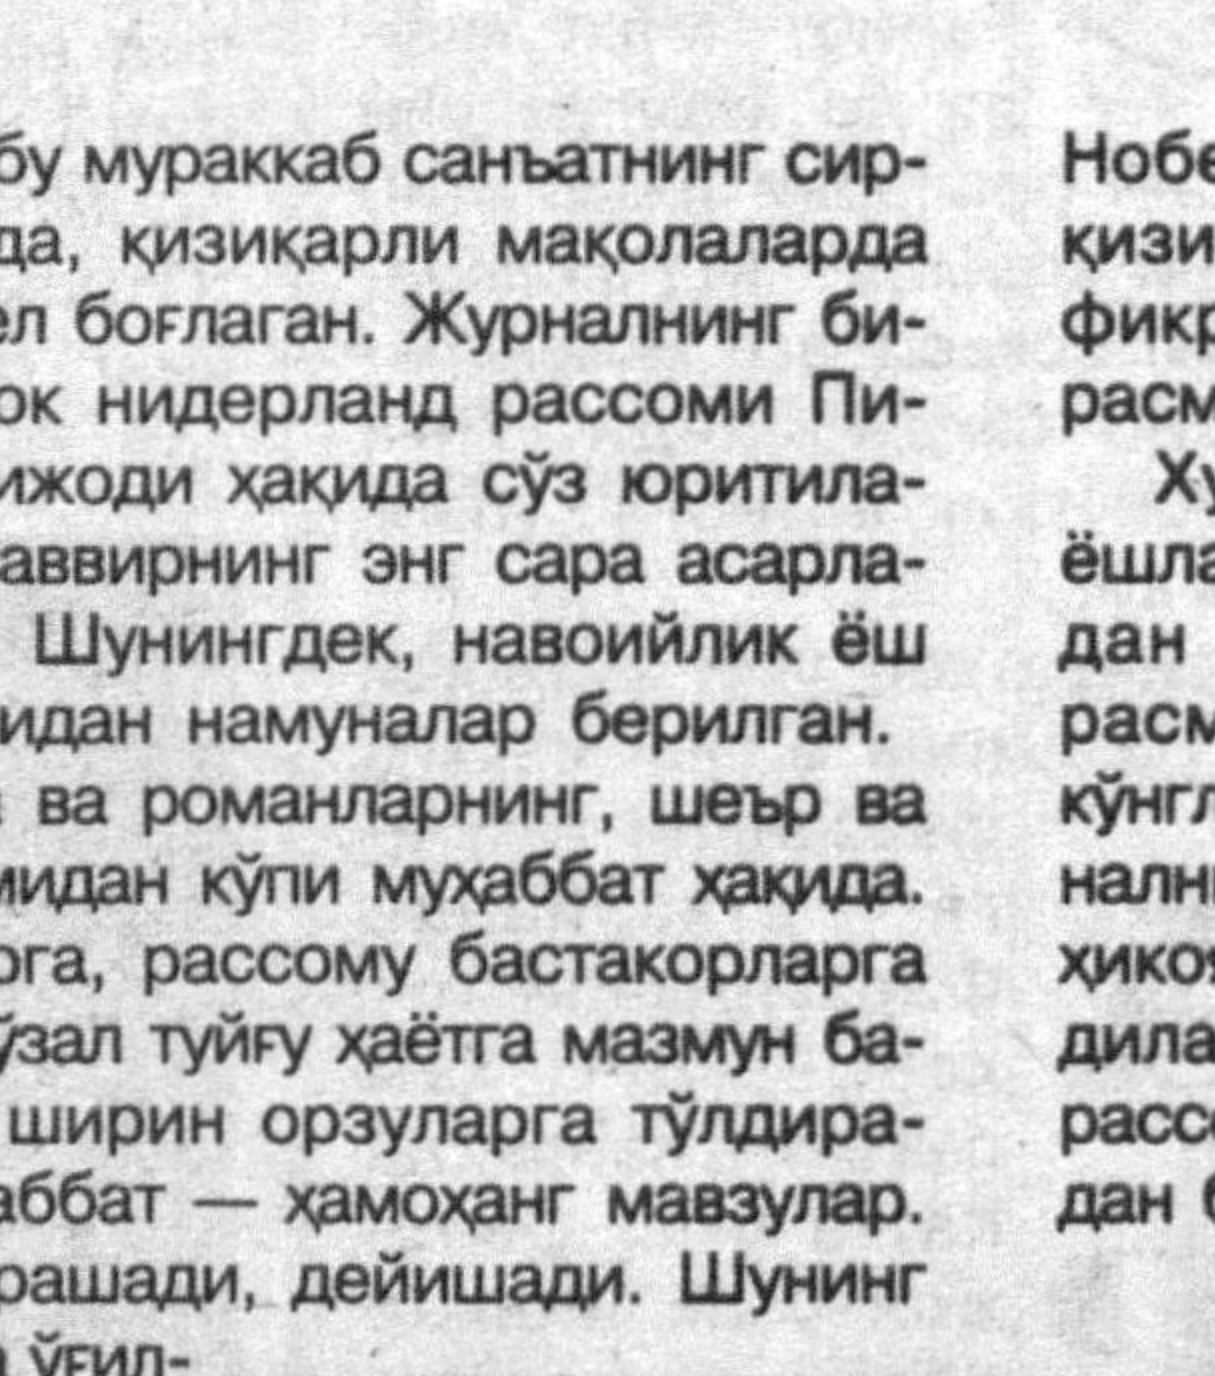 бу мураккаб санъатнинг сир-
да, қизиқарли мақолаларда
ел боғлаган. Журналнинг би-
ок нидерланд рассоми Пи-
ижоди ҳақида сўз юритила-
аввирнинг энг сара асарла-
Шунингдек, навоийлик ёш
идан намуналар берилган.
ва романларнинг, шеър ва
мидан кўпи муҳаббат ҳақида.
ога, рассому бастакорларга
ўзал туйғу ҳаётга мазмун ба-
ширин орзуларга тўлдира-
аббат — ҳамоҳанг мавзулар.
рашади, дейишади. Шунинг
ўғил-
Нобе
қизи
фикр
расм
Ху
ёшла
дан
расм
кўнгл
налн
ҳико
дила
расс
дан